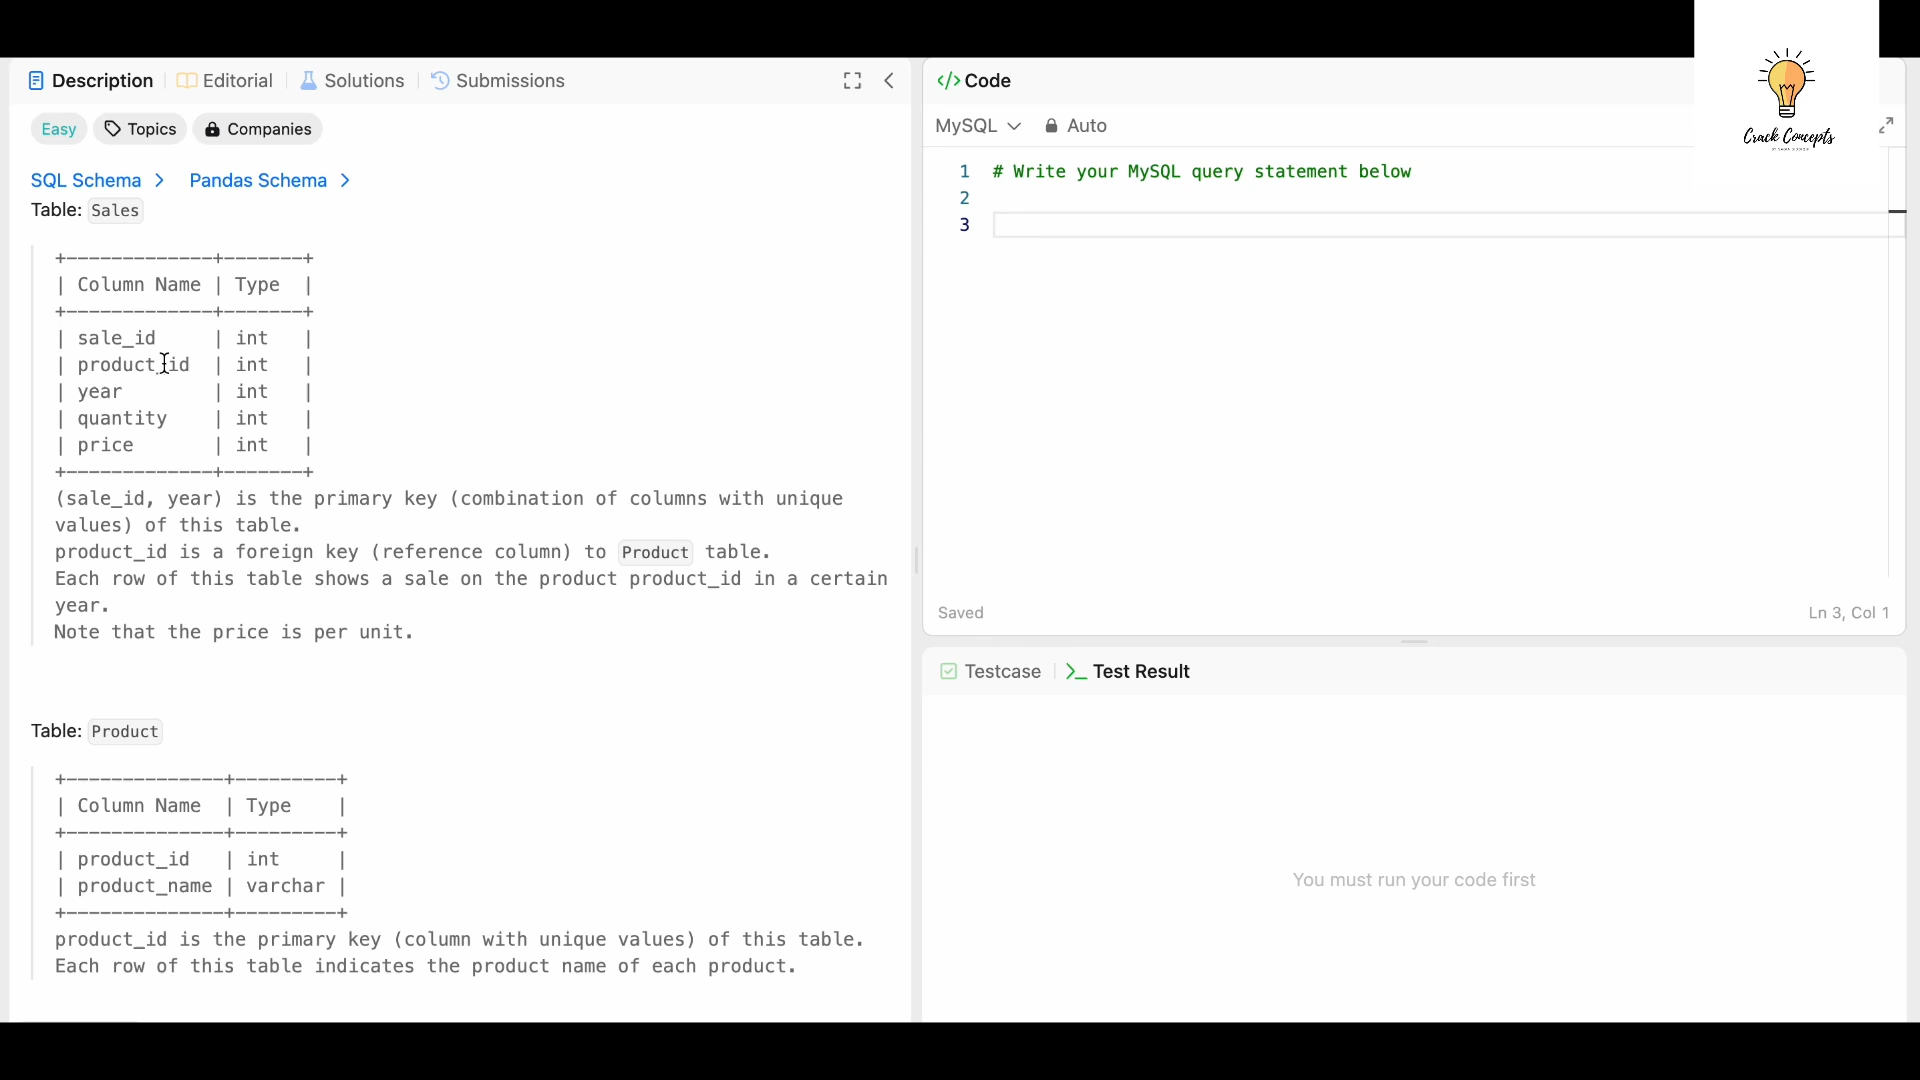 Description
Editorial
Solutions
Submissions
Easy
Topics
Companies
SQL Schema
Pandas Schema
Table: Sales
+-------------+-------+
| Column Name | Type  |
+-------------+-------+
| sale_id     | int   |
| product_id  | int   |
| year        | int   |
| quantity    | int   |
| price       | int   |
+-------------+-------+
(sale_id, year) is the primary key (combination of columns with unique
values) of this table.
product_id is a foreign key (reference column) to Product table.
Each row of this table shows a sale on the product product_id in a certain
year.
Note that the price is per unit.
Table: Product
+--------------+---------+
| Column Name  | Type    |
+--------------+---------+
| product_id   | int     |
| product_name | varchar |
+--------------+---------+
product_id is the primary key (column with unique values) of this table.
Each row of this table indicates the product name of each product.
</> Code
MySQL
Auto
1 # Write your MySQL query statement below
2
3
Saved
Ln 3, Col 1
Testcase
>_ Test Result
You must run your code first
Crack Concepts